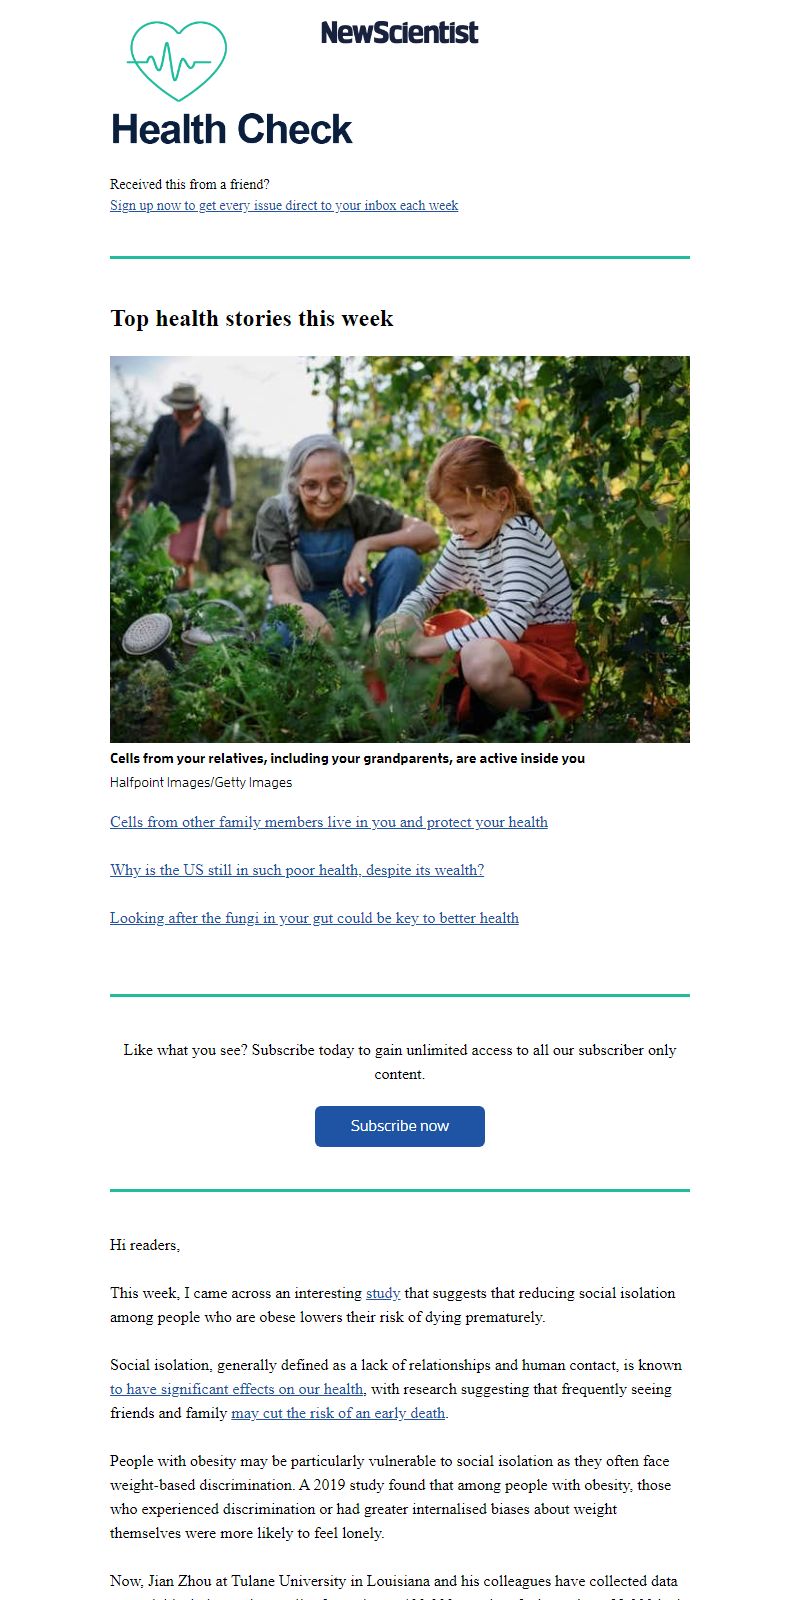 NewScientist
Health Check
Received this from a friend?
Sign up now to get every issue direct to your inbox each week
Top health stories this week
Cells from your relatives, including your grandparents, are active inside you
Halfpoint Images/Getty Images
Cells from other family members live in you and protect your health
Why is the US still in such poor health, despite its wealth?
Looking after the fungi in your gut could be key to better health
Like what you see? Subscribe today to gain unlimited access to all our subscriber only
content.
Subscribe now
Hi readers,
This week, I came across an interesting study that suggests that reducing social isolation
among people who are obese lowers their risk of dying prematurely.
Social isolation, generally defined as a lack of relationships and human contact, is known
to have significant effects on our health, with research suggesting that frequently seeing
friends and family may cut the risk of an early death.
People with obesity may be particularly vulnerable to social isolation as they often face
weight-based discrimination. A 2019 study found that among people with obesity, those
who experienced discrimination or had greater internalised biases about weight
themselves were more likely to feel lonely.
Now, Jian Zhou at Tulane University in Louisiana and his colleagues have collected data